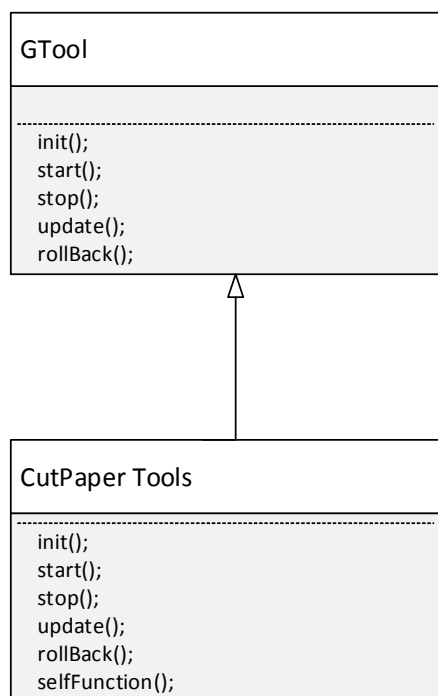 GTool
init();
start();
stop();
update();
rollBack();
CutPaper Tools
init();
start();
stop();
update();
rollBack();
selfFunction();